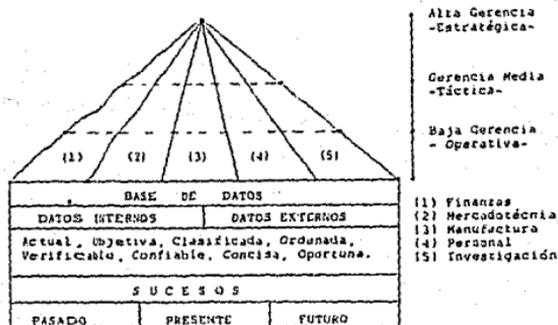 Alta Gerencia
-Estratégica-
Gerencia Media
-Táctica-
Baja Gerencia
- Operativa-
(1) (2) (3) (4) (5)
BASE DE DATOS
DATOS INTERNOS DATOS EXTERNOS
Actual, Objetiva, Clasificada, Ordenada,
Verificable, Confiable, Concisa, Oportuna.
SUCESOS
PASADO PRESENTE FUTURO
(1) Finanzas
(2) Mercadotécnia
(3) Manufactura
(4) Personal
(5) Investigación